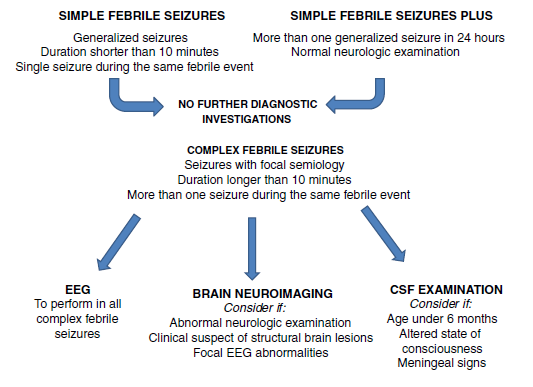 SIMPLE FEBRILE SEIZURES
Generalized seizures
Duration shorter than 10 minutes
Single seizure during the same febrile event
SIMPLE FEBRILE SEIZURES PLUS
More than one generalized seizure in 24 hours
Normal neurologic examination
NO FURTHER DIAGNOSTIC
INVESTIGATIONS
COMPLEX FEBRILE SEIZURES
Seizures with focal semiology
Duration longer than 10 minutes
More than one seizure during the same febrile event
EEG
To perform in all
complex febrile
seizures
BRAIN NEUROIMAGING
Consider if:
Abnormal neurologic examination
Clinical suspect of structural brain lesions
Focal EEG abnormalities
CSF EXAMINATION
Consider if:
Age under 6 months
Altered state of
consciousness
Meningeal signs